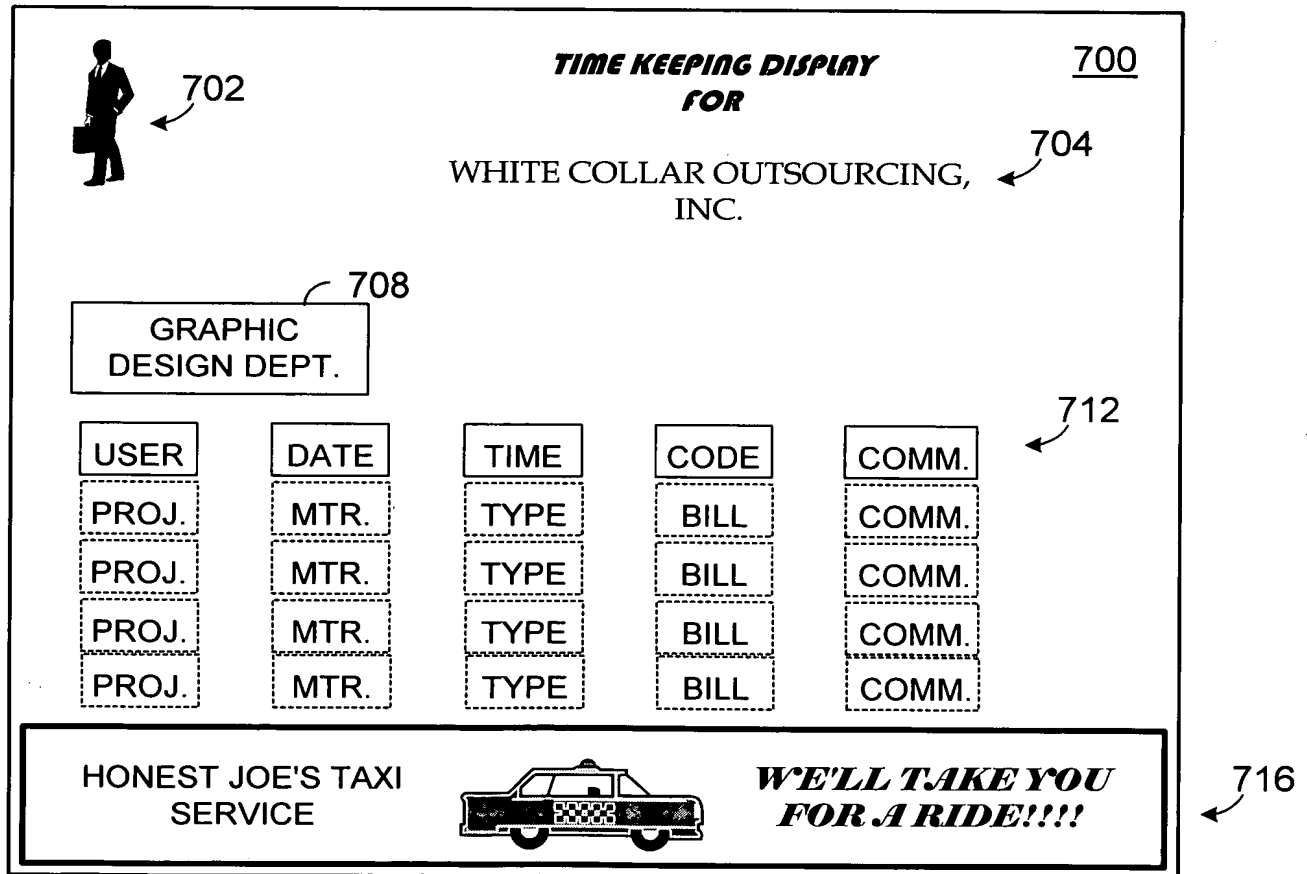 TIME KEEPING DISPLAY
FOR
700
702
704
WHITE COLLAR OUTSOURCING,
INC.
708
GRAPHIC
DESIGN DEPT.
712
USER DATE TIME CODE COMM.
PROJ. MTR. TYPE BILL COMM.
PROJ. MTR. TYPE BILL COMM.
PROJ. MTR. TYPE BILL COMM.
PROJ. MTR. TYPE BILL COMM.
HONEST JOE'S TAXI
SERVICE
WE'LL TAKE YOU
FOR A RIDE!!!!
716